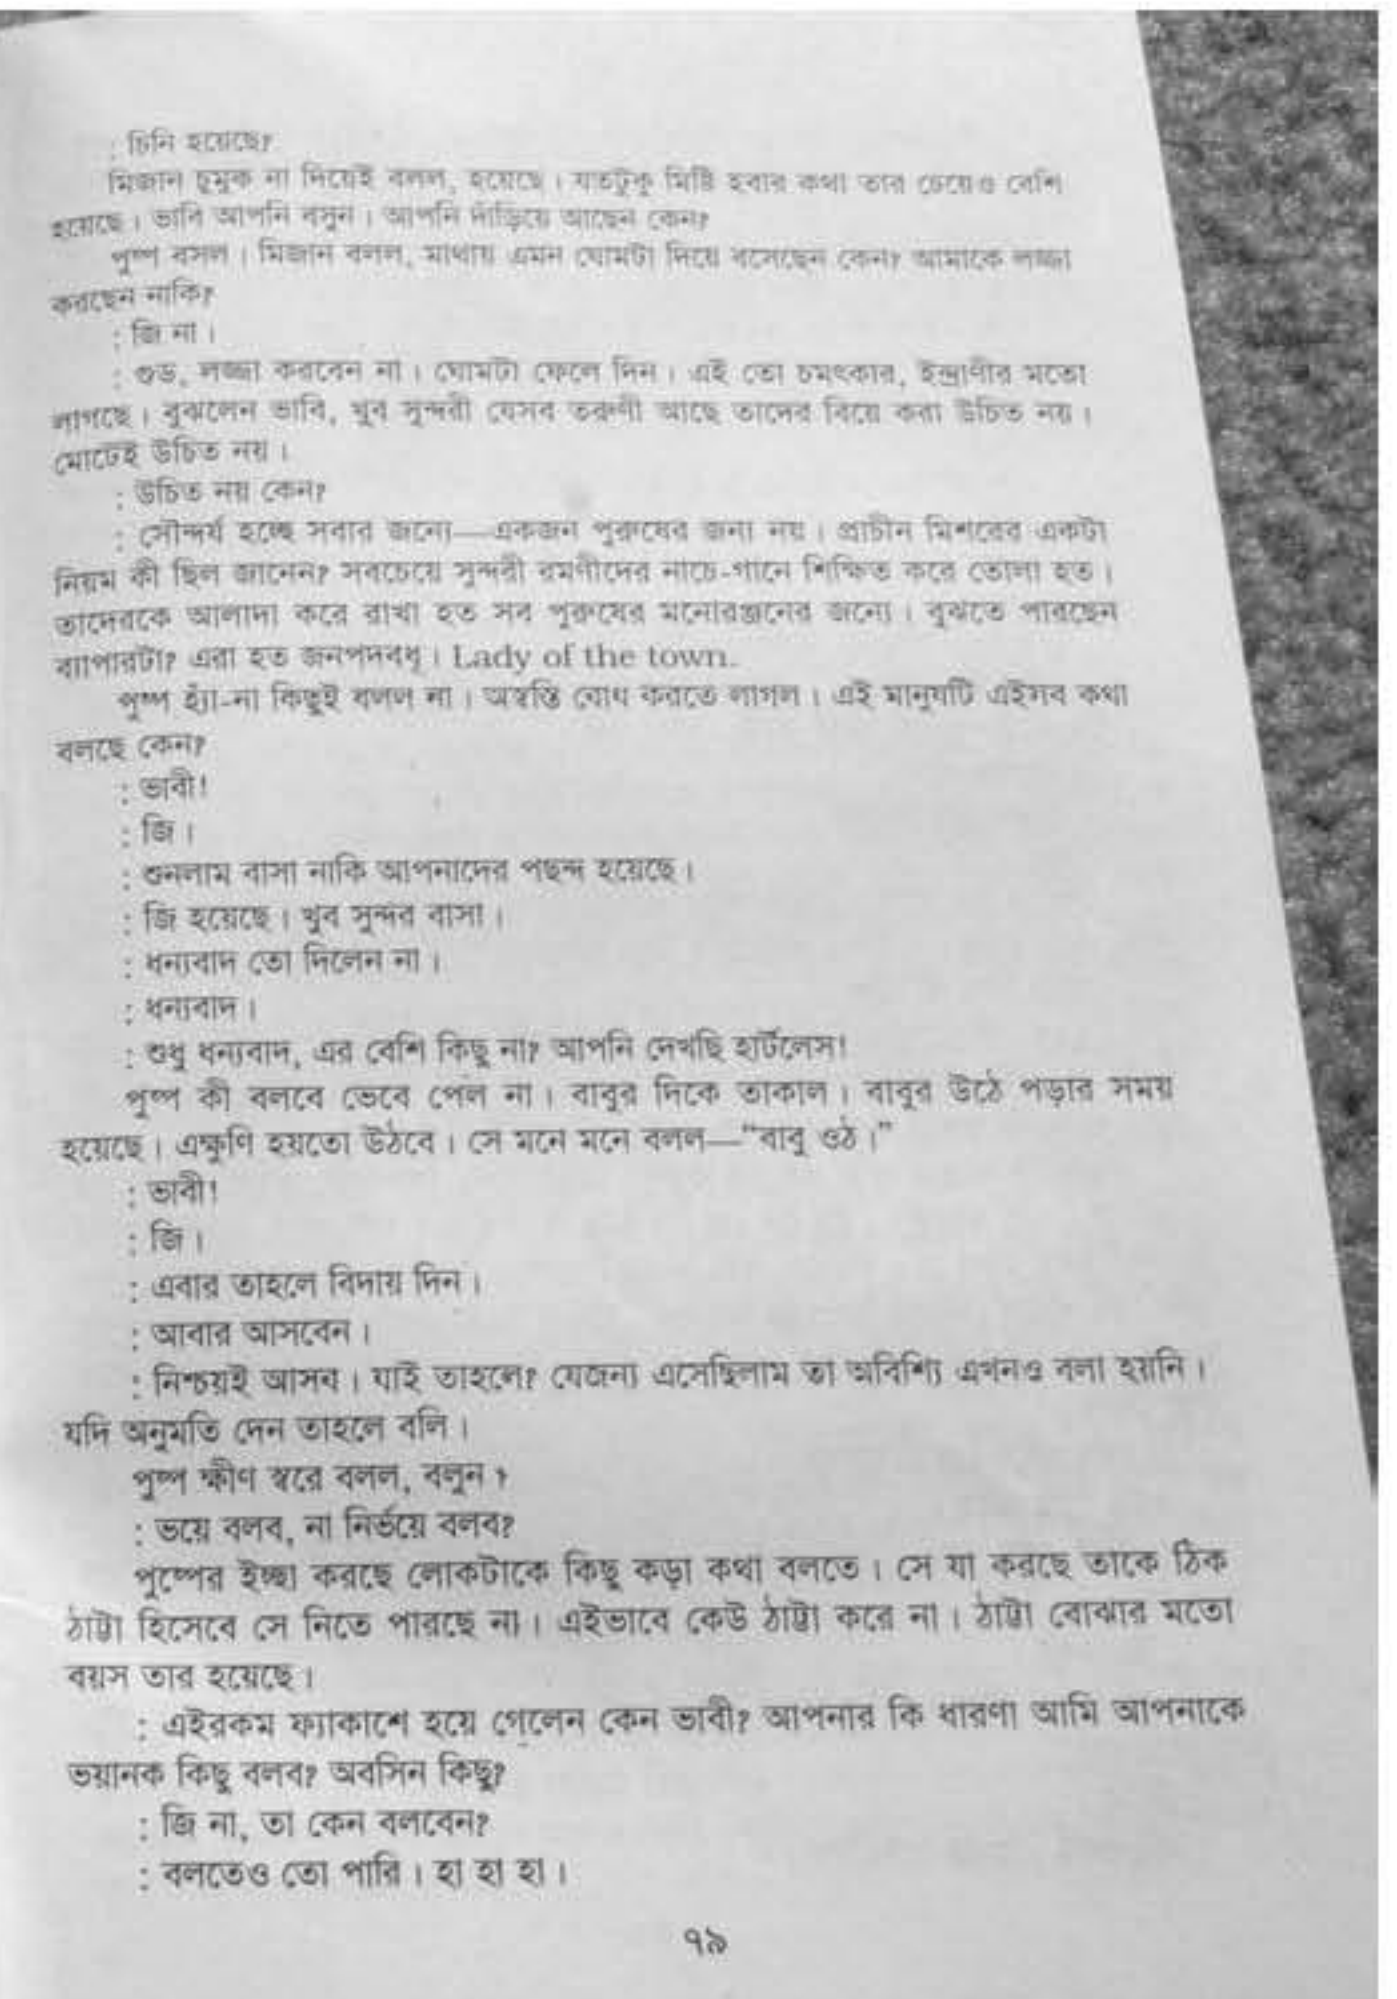 : চিনি হয়েছে?
মিজান চুমুক না দিয়েই বলল, হয়েছে। যতটুকু মিষ্টি হবার কথা তার চেয়েও বেশি
হয়েছে। ভাবি আপনি বসুন। আপনি দাঁড়িয়ে আছেন কেন?
পুষ্প বসল। মিজান বলল, মাথায় এমন ঘোমটা দিয়ে বসেছেন কেন? আমাকে লজ্জা
করছেন নাকি?
: জি না।
: গুড, লজ্জা করবেন না। ঘোমটা ফেলে দিন। এই তো চমৎকার, ইন্দ্রাণীর মতো
লাগছে। বুঝলেন ভাবি, খুব সুন্দরী যেসব তরুণী আছে তাদের বিয়ে করা উচিত নয়।
মোটেই উচিত নয়।
: উচিত নয় কেন?
: সৌন্দর্য হচ্ছে সবার জন্যে—একজন পুরুষের জন্য নয়। প্রাচীন মিশরের একটা
নিয়ম কী ছিল জানেন? সবচেয়ে সুন্দরী রমণীদের নাচে-গানে শিক্ষিত করে তোলা হত।
তাদেরকে আলাদা করে রাখা হত সব পুরুষের মনোরঞ্জনের জন্যে। বুঝতে পারছেন
ব্যাপারটা? এরা হত জনপদবধূ। Lady of the town.
পুষ্প হ্যাঁ-না কিছুই বলল না। অস্বস্তি বোধ করতে লাগল। এই মানুষটি এইসব কথা
বলছে কেন?
: ভাবী!
: জি।
: শুনলাম বাসা নাকি আপনাদের পছন্দ হয়েছে।
: জি হয়েছে। খুব সুন্দর বাসা।
: ধন্যবাদ তো দিলেন না।
: ধন্যবাদ।
: শুধু ধন্যবাদ, এর বেশি কিছু না? আপনি দেখছি হার্টলেস!
পুষ্প কী বলবে ভেবে পেল না। বাবুর দিকে তাকাল। বাবুর উঠে পড়ার সময়
হয়েছে। এক্ষুণি হয়তো উঠবে। সে মনে মনে বলল—“বাবু ওঠ।”
: ভাবী!
: জি।
: এবার তাহলে বিদায় দিন।
: আবার আসবেন।
: নিশ্চয়ই আসব। যাই তাহলে? যেজন্য এসেছিলাম তা অবিশ্যি এখনও বলা হয়নি।
যদি অনুমতি দেন তাহলে বলি।
পুষ্প ক্ষীণ স্বরে বলল, বলুন।
: ভয়ে বলব, না নির্ভয়ে বলব?
পুষ্পের ইচ্ছা করছে লোকটাকে কিছু কড়া কথা বলতে। সে যা করছে তাকে ঠিক
ঠাট্টা হিসেবে সে নিতে পারছে না। এইভাবে কেউ ঠাট্টা করে না। ঠাট্টা বোঝার মতো
বয়স তার হয়েছে।
: এইরকম ফ্যাকাশে হয়ে গেলেন কেন ভাবী? আপনার কি ধারণা আমি আপনাকে
ভয়ানক কিছু বলব? অবসিন কিছু?
: জি না, তা কেন বলবেন?
: বলতেও তো পারি। হা হা হা।
৭৯